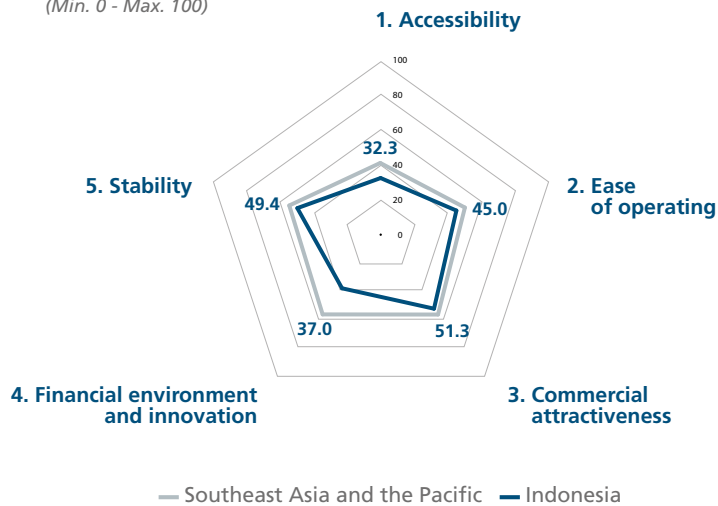 (Min. 0 - Max. 100)
1. Accessibility
100
80
60
32.3
40
20
0
5. Stability
49.4
2. Ease
of operating
45.0
37.0
51.3
4. Financial environment
and innovation
3. Commercial
attractiveness
Southeast Asia and the Pacific
Indonesia